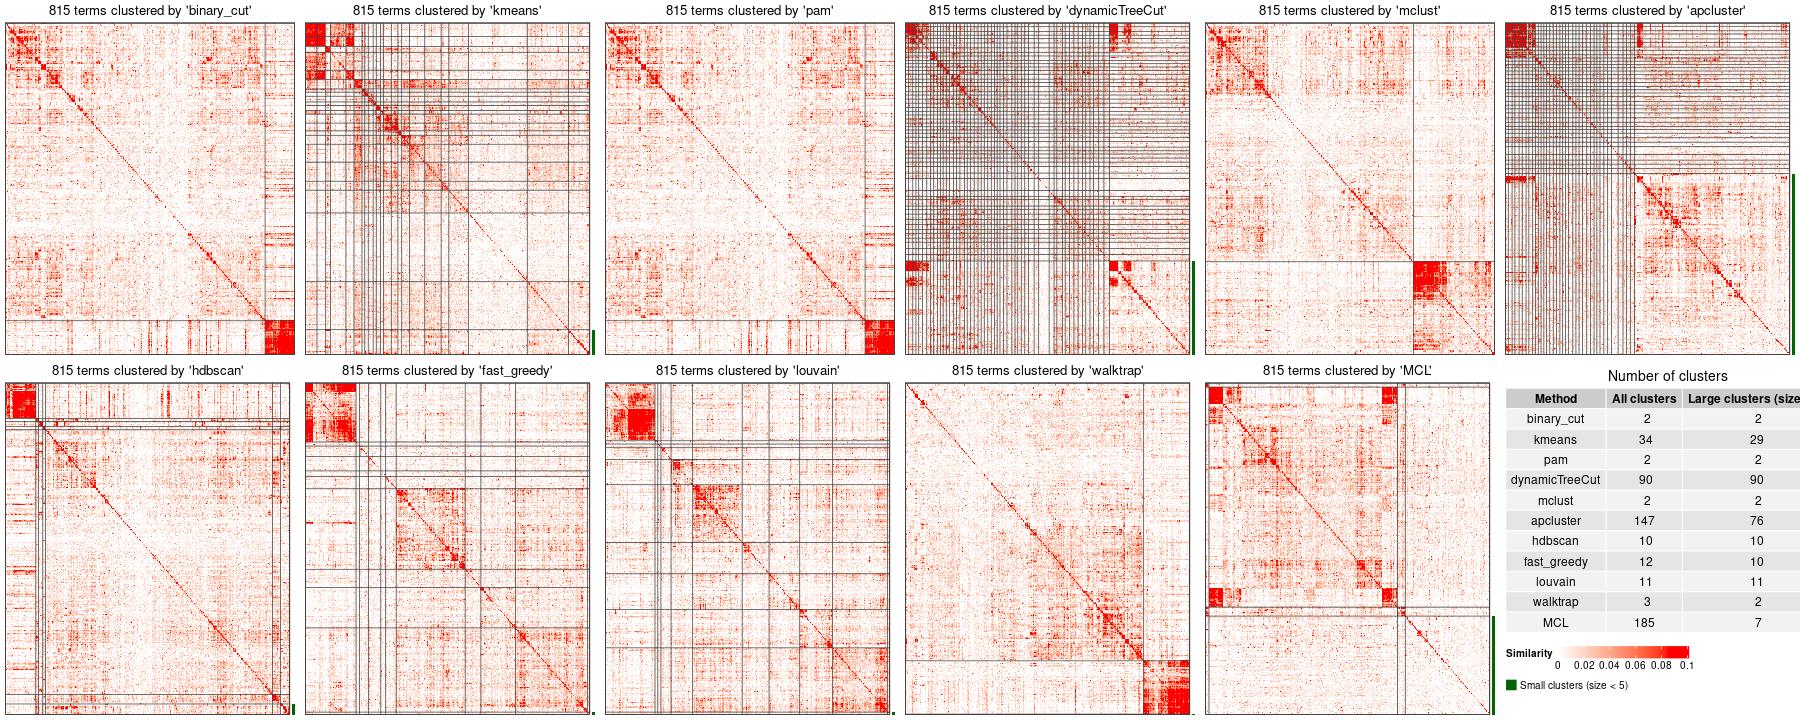 815 terms clustered by 'binary_cut'
815 terms clustered by 'kmeans'
815 terms clustered by 'pam'
815 terms clustered by 'dynamicTreeCut'
815 terms clustered by 'mclust'
815 terms clustered by 'apcluster'
815 terms clustered by 'hdbscan'
815 terms clustered by 'fast_greedy'
815 terms clustered by 'louvain'
815 terms clustered by 'walktrap'
815 terms clustered by 'MCL'
Number of clusters
Method All clusters Large clusters (size
binary_cut 2 2
kmeans 34 29
pam 2 2
dynamicTreeCut 90 90
mclust 2 2
apcluster 147 76
hdbscan 10 10
fast_greedy 12 10
louvain 11 11
walktrap 3 2
MCL 185 7
Similarity
0 0.02 0.04 0.06 0.08 0.1
Small clusters (size < 5)